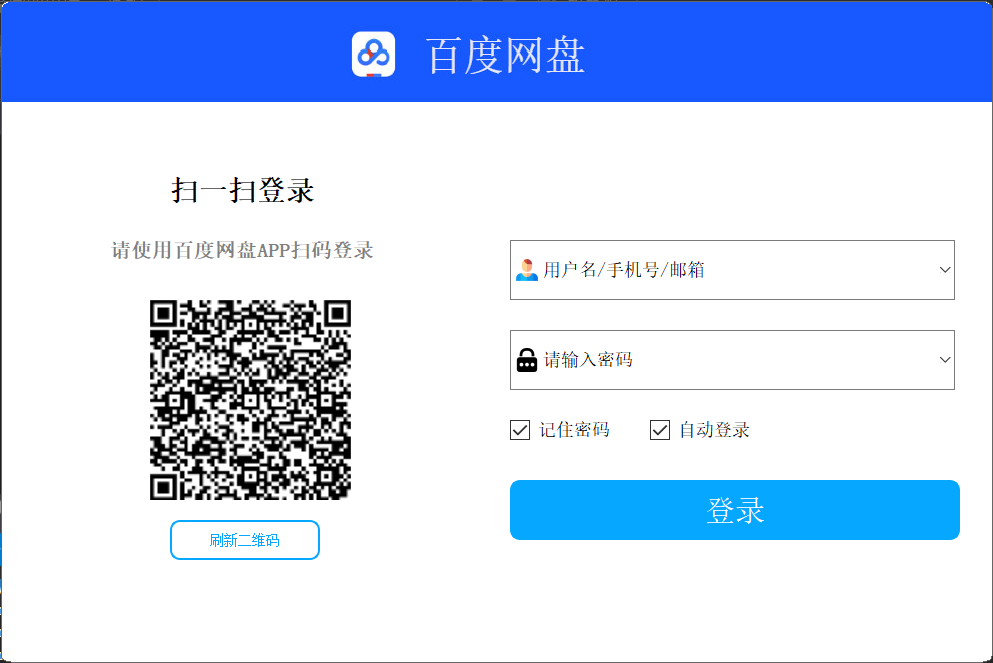 百度网盘
扫一扫登录
请使用百度网盘APP扫码登录
刷新二维码
用户名/手机号/邮箱
请输入密码
记住密码 自动登录
登录